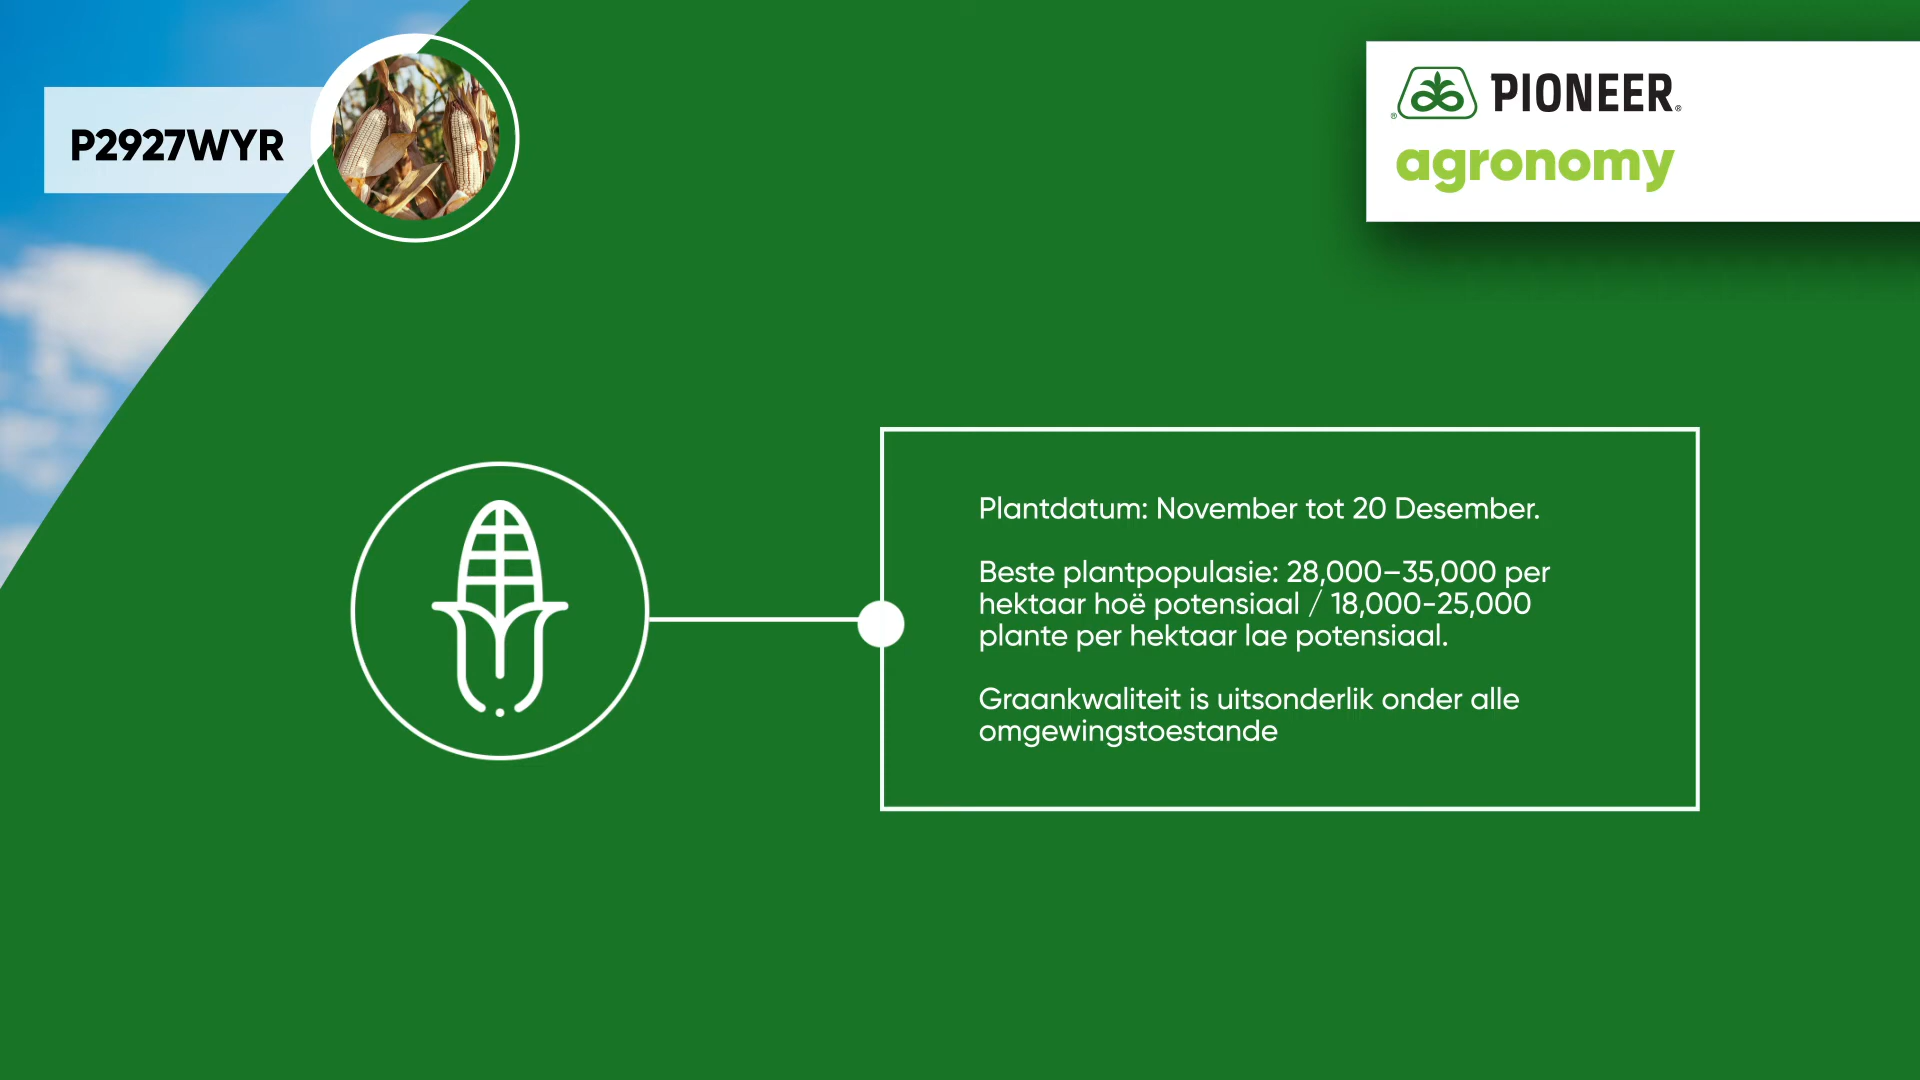 P2927WYR
PIONEER
agronomy
Plantdatum: November tot 20 Desember.
Beste plantpopulasie: 28,000–35,000 per
hektaar hoë potensiaal / 18,000-25,000
plante per hektaar lae potensiaal.
Graankwaliteit is uitsonderlik onder alle
omgewingstoestande